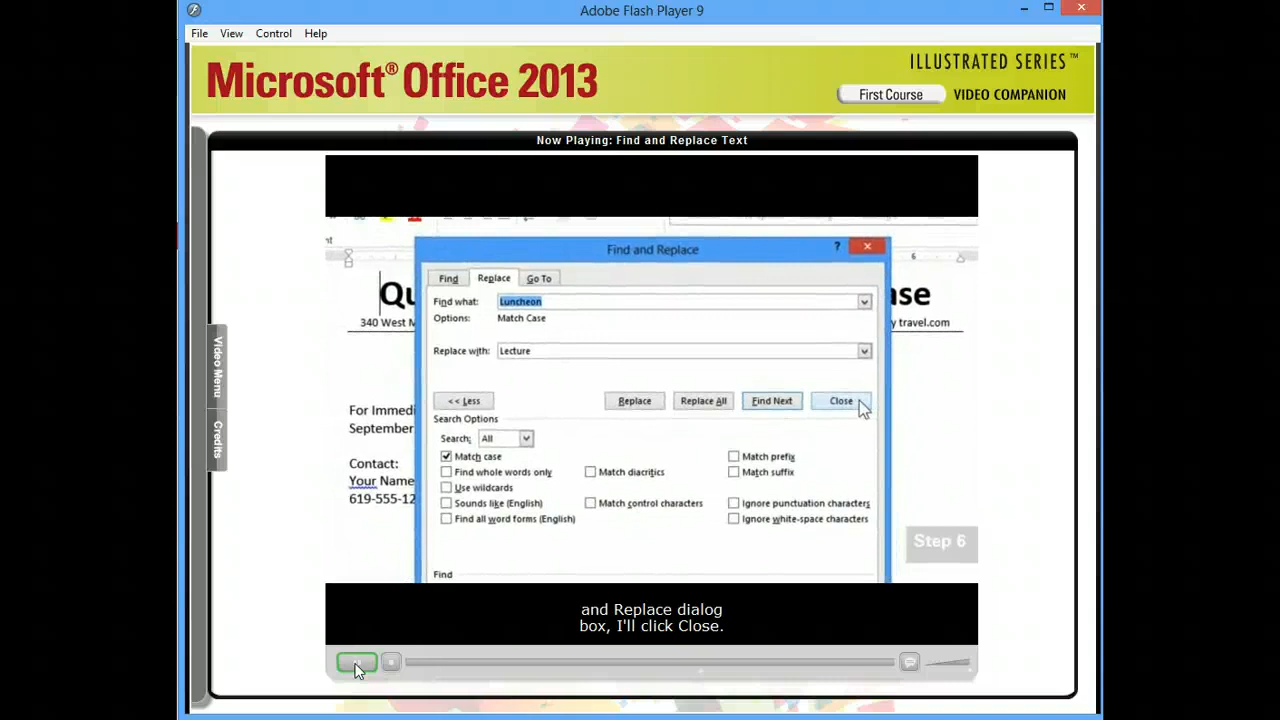 Adobe Flash Player 9
File View Control Help
Microsoft® Office 2013
ILLUSTRATED SERIES™
First Course VIDEO COMPANION
Now Playing: Find and Replace Text
Find and Replace
?
6
Find Replace Go To
Qu ase
Find what: Luncheon
340 West M y travel.com
Options: Match Case
Replace with: Lecture
<< Less Replace Replace All Find Next Close
For Immedi
Search Options
September
Search: All
Match case Match prefix
Contact:
Find whole words only Match diacritics Match suffix
Your Name
Use wildcards
619-555-12
Sounds like (English) Match control characters Ignore punctuation characters
Find all word forms (English) Ignore white-space characters
Step 6
Find
and Replace dialog
box, I'll click Close.
Video Menu
Credits